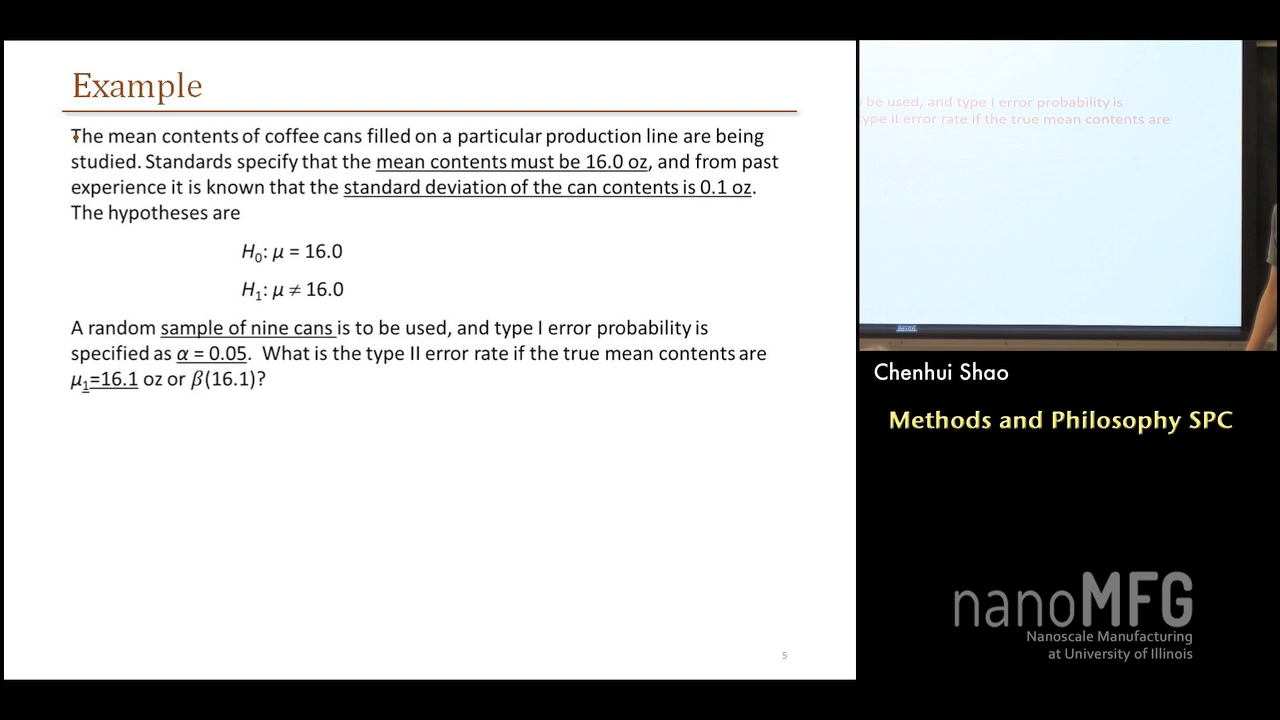 Example
The mean contents of coffee cans filled on a particular production line are being
studied. Standards specify that the mean contents must be 16.0 oz, and from past
experience it is known that the standard deviation of the can contents is 0.1 oz.
The hypotheses are
H0: μ = 16.0
H1: μ ≠ 16.0
A random sample of nine cans is to be used, and type I error probability is
specified as α = 0.05. What is the type II error rate if the true mean contents are
μ1=16.1 oz or β(16.1)?
5
be used, and type I error probability is
type II error rate if the true mean contents are
Chenhui Shao
Methods and Philosophy SPC
nanoMFG
Nanoscale Manufacturing
at University of Illinois